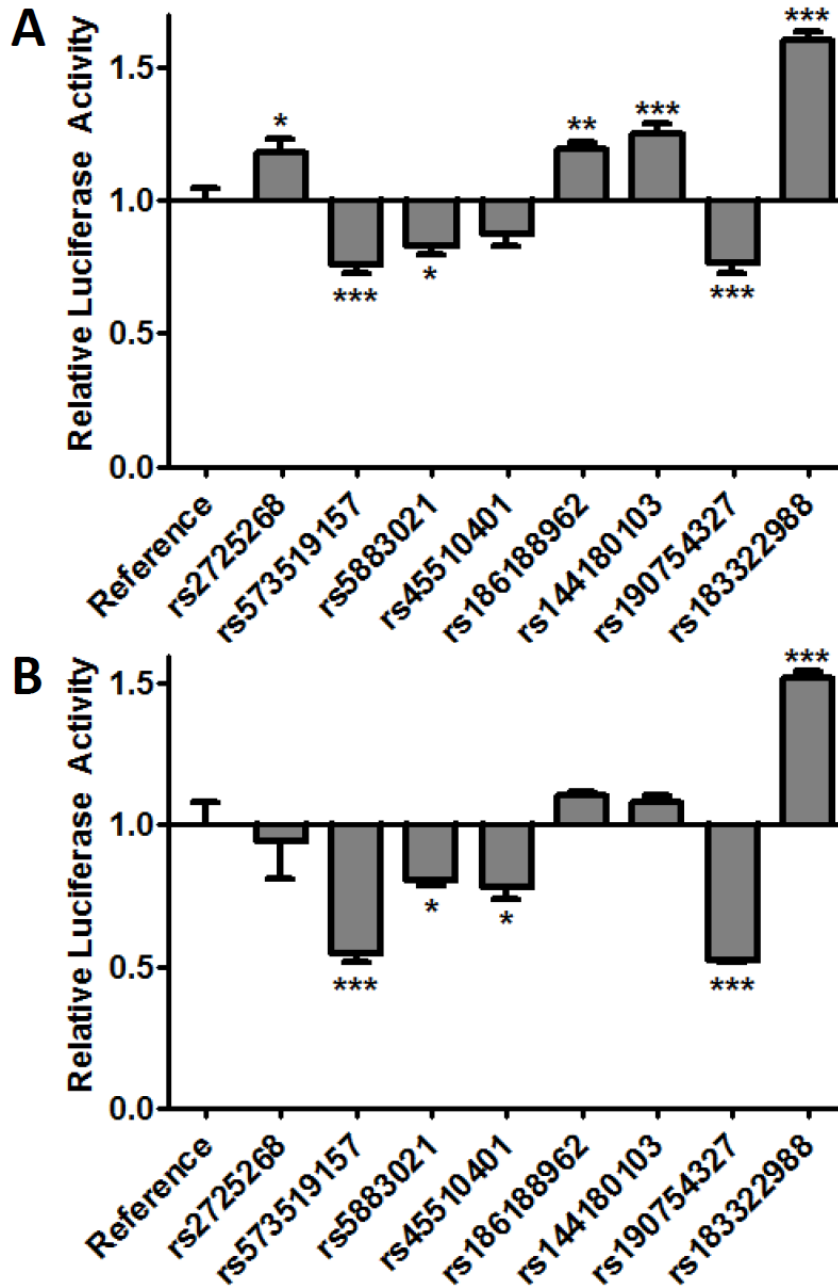 A
Relative Luciferase Activity
1.5
1.0
0.5
0.0
*
***
*
**
***
***
***
Reference
rs2725268
rs573519157
rs5883021
rs45510401
rs186188962
rs144180103
rs190754327
rs183322988
B
Relative Luciferase Activity
1.5
1.0
0.5
0.0
***
*
*
***
***
Reference
rs2725268
rs573519157
rs5883021
rs45510401
rs186188962
rs144180103
rs190754327
rs183322988